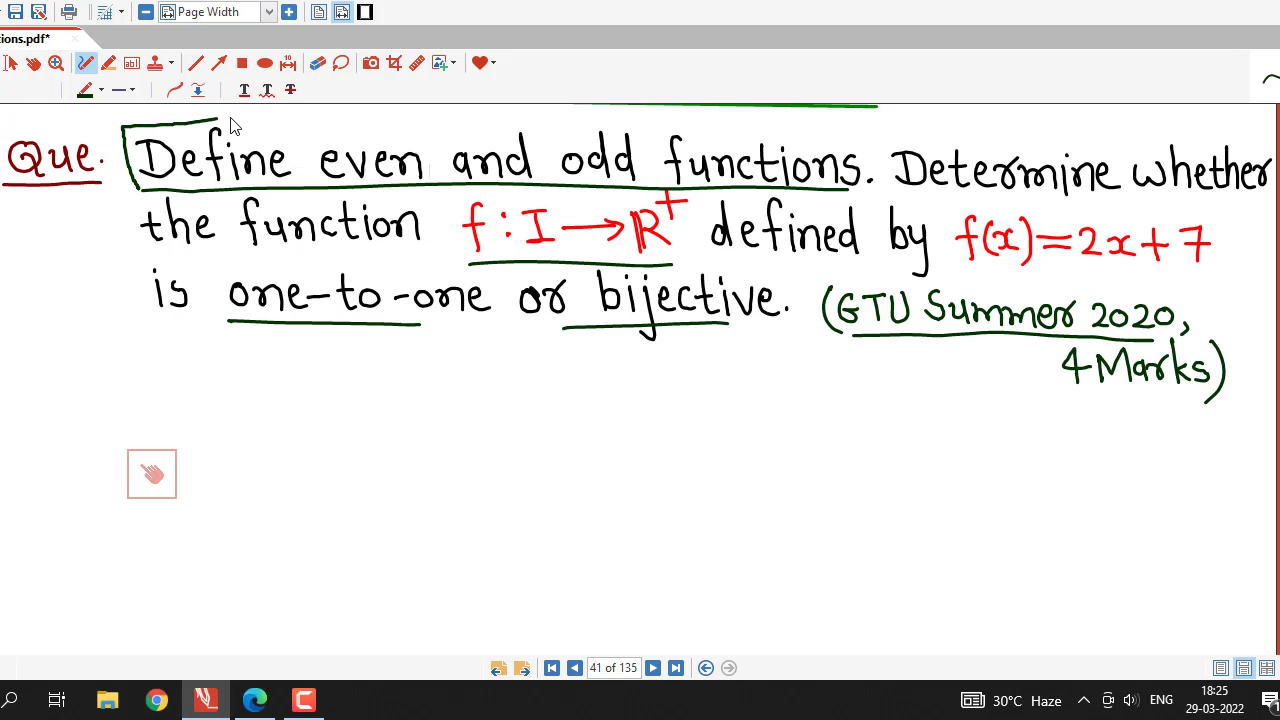 Page Width
ions.pdf*
10
T T T
Que. Define even and odd functions. Determine whether
the function f : I → R⁺ defined by f(x) = 2x + 7
is one-to-one or bijective. (GTU Summer 2020,
4 Marks)
41 of 135
30°C Haze ENG 18:25
29-03-2022